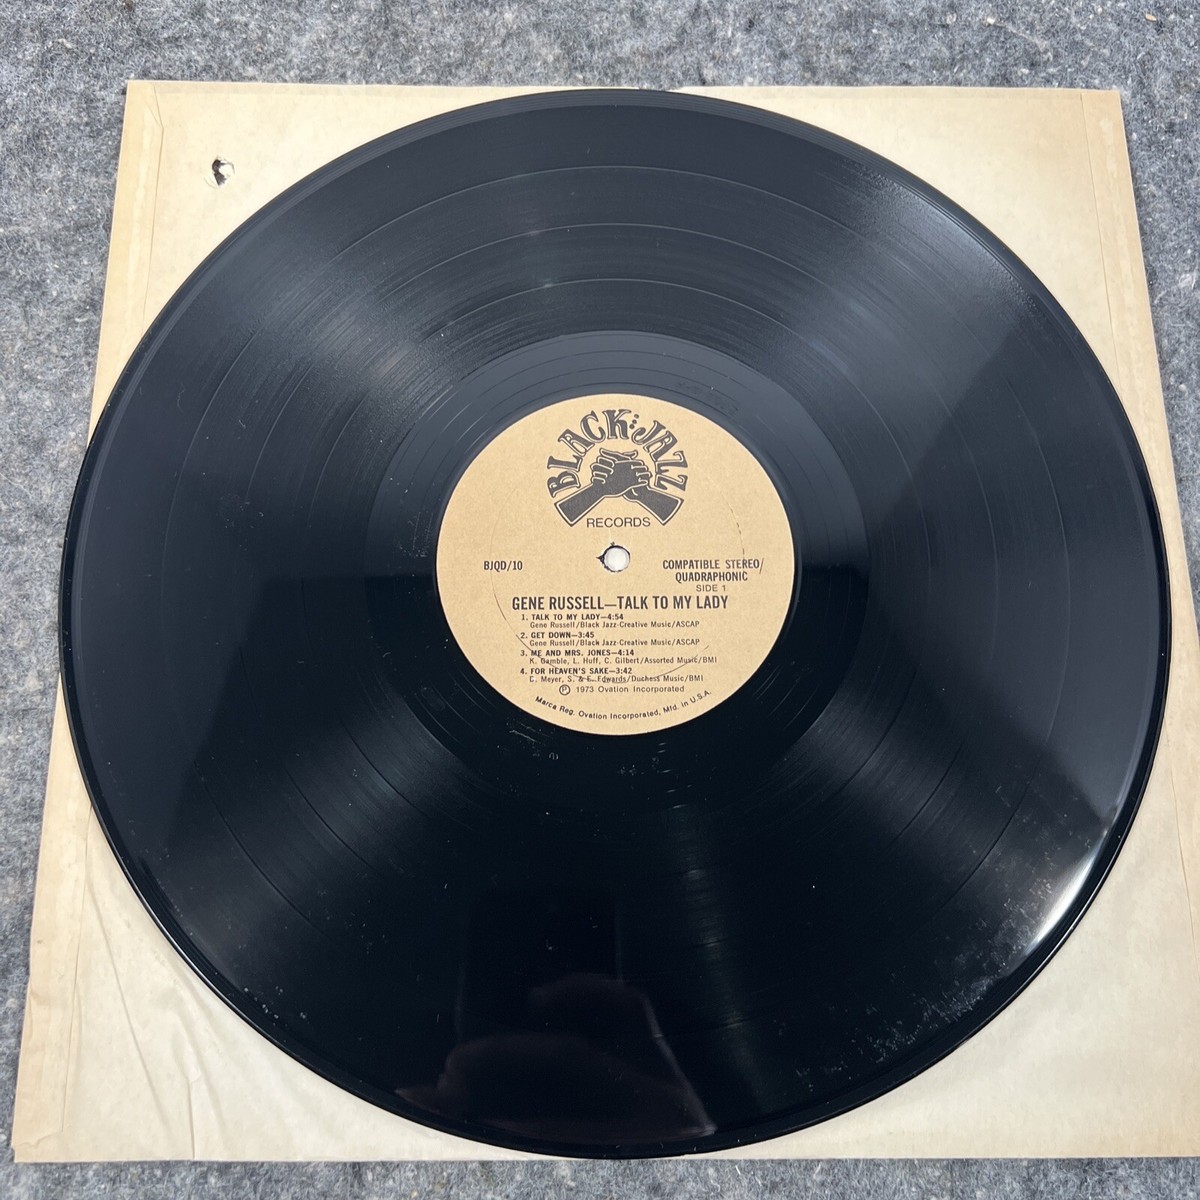 BLACK JAZZ
RECORDS
BJQD/10
COMPATIBLE STEREO/
QUADRAPHONIC
SIDE 1
GENE RUSSELL—TALK TO MY LADY
1. TALK TO MY LADY—4:54
Gene Russell/Black Jazz-Creative Music/ASCAP
2. GET DOWN—3:45
Gene Russell/Black Jazz-Creative Music/ASCAP
3. ME AND MRS. JONES—4:14
K. Gamble, L. Huff, C. Gilbert/Assorted Music/BMI
4. FOR HEAVEN'S SAKE—3:42
D. Meyer, S. & E. Edwards/Duchess Music/BMI
Ⓟ 1973 Ovation Incorporated
Marca Reg. Ovation Incorporated, Mfd. in U.S.A.